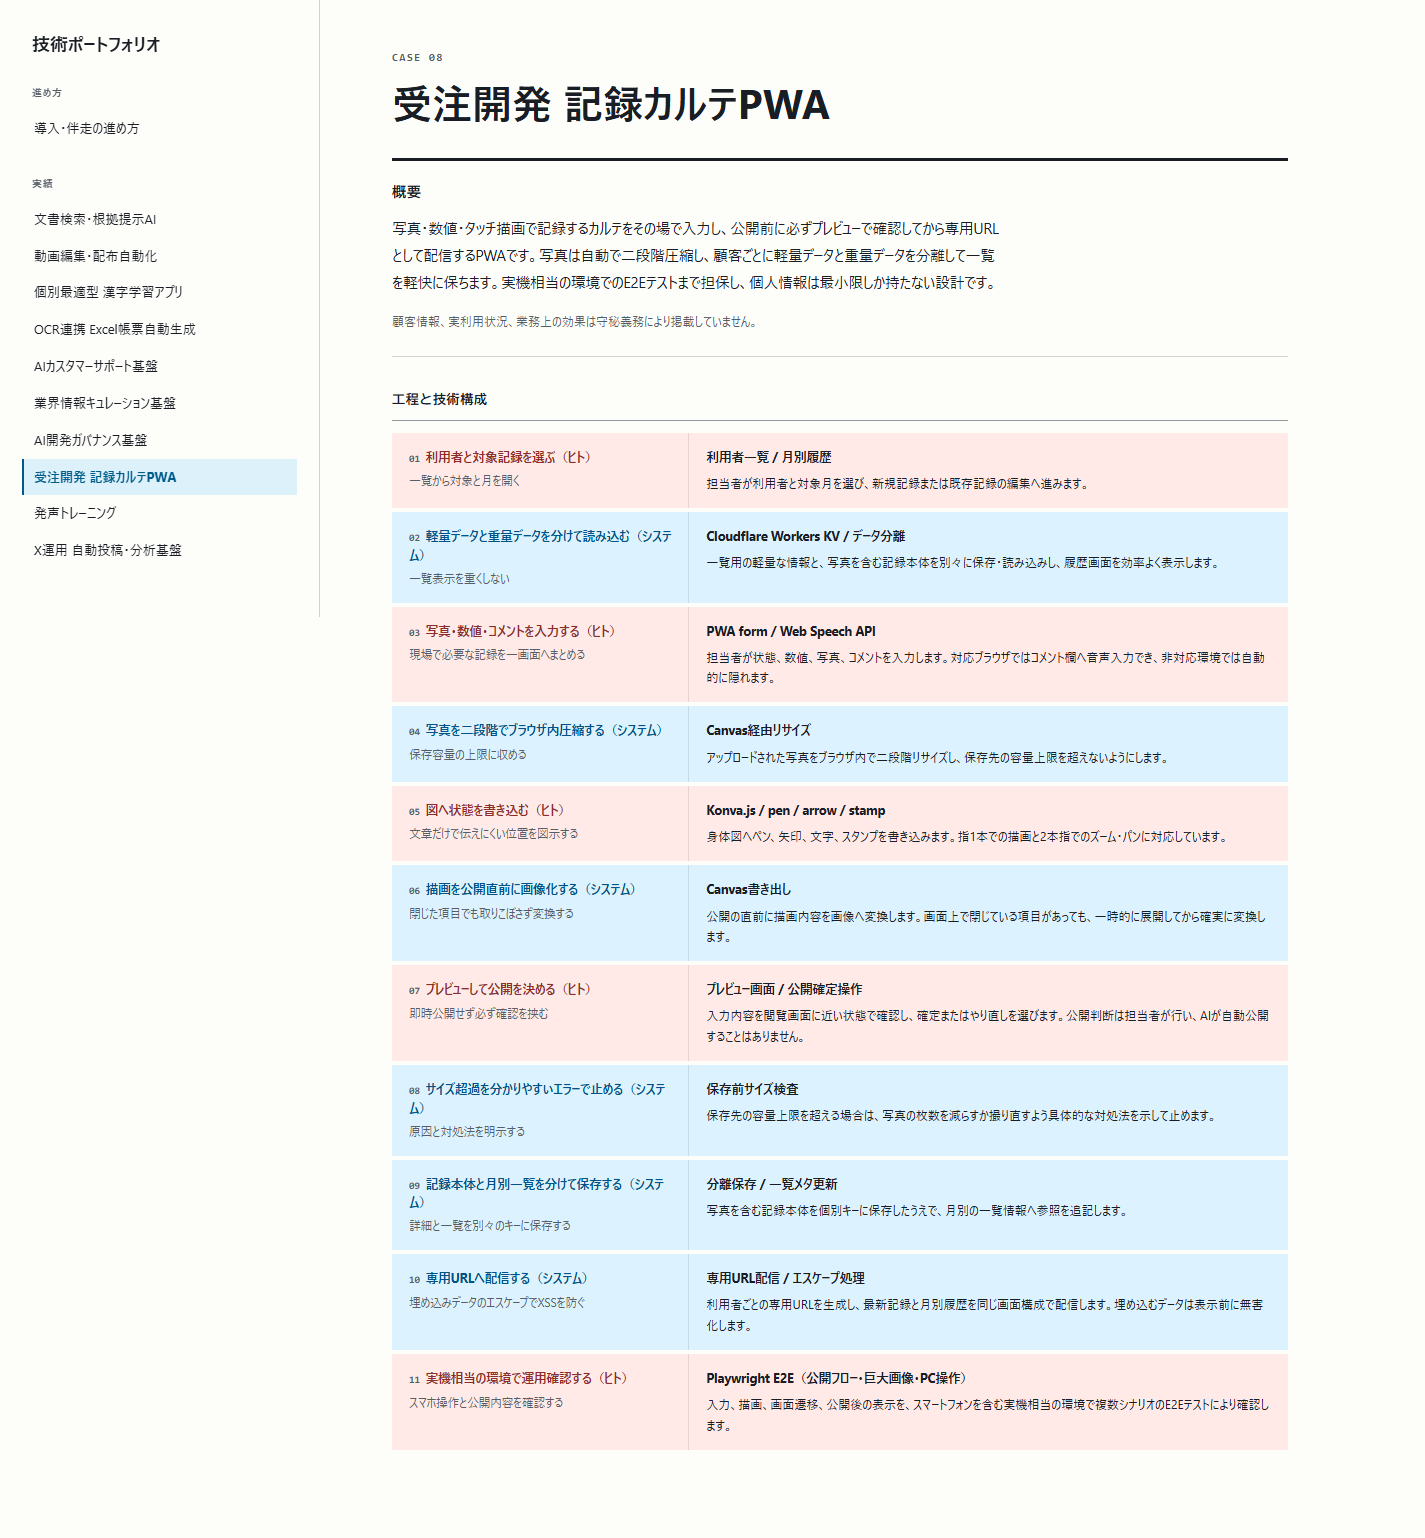 技術ポートフォリオ
進め方
導入・伴走の進め方
実績
文書検索・根拠提示AI
動画編集・配布自動化
個別最適型 漢字学習アプリ
OCR連携 Excel帳票自動生成
AIカスタマーサポート基盤
業界情報キュレーション基盤
AI開発ガバナンス基盤
受注開発 記録カルテPWA
発声トレーニング
X運用 自動投稿・分析基盤
CASE 08
受注開発 記録カルテPWA
概要
写真・数値・タッチ描画で記録するカルテをその場で入力し、公開前に必ずプレビューで確認してから専用URL
として配信するPWAです。写真は自動で二段階圧縮し、顧客ごとに軽量データと重量データを分離して一覧
を軽快に保ちます。実機相当の環境でのE2Eテストまで担保し、個人情報は最小限しか持たない設計です。
顧客情報、実利用状況、業務上の効果は守秘義務により掲載していません。
工程と技術構成
01 利用者と対象記録を選ぶ（ヒト）
一覧から対象と月を開く
利用者一覧 / 月別履歴
担当者が利用者と対象月を選び、新規記録または既存記録の編集へ進みます。
02 軽量データと重量データを分けて読み込む（システ
ム）
一覧表示を重くしない
Cloudflare Workers KV / データ分離
一覧用の軽量な情報と、写真を含む記録本体を別々に保存・読み込みし、履歴画面を効率よく表示します。
03 写真・数値・コメントを入力する（ヒト）
現場で必要な記録を一画面へまとめる
PWA form / Web Speech API
担当者が状態、数値、写真、コメントを入力します。対応ブラウザではコメント欄へ音声入力でき、非対応環境では自動
的に隠れます。
04 写真を二段階でブラウザ内圧縮する（システム）
保存容量の上限に収める
Canvas経由リサイズ
アップロードされた写真をブラウザ内で二段階リサイズし、保存先の容量上限を超えないようにします。
05 図へ状態を書き込む（ヒト）
文章だけで伝えにくい位置を図示する
Konva.js / pen / arrow / stamp
身体図へペン、矢印、文字、スタンプを書き込みます。指1本での描画と2本指でのズーム・パンに対応しています。
06 描画を公開直前に画像化する（システム）
閉じた項目でも取りこぼさず変換する
Canvas書き出し
公開の直前に描画内容を画像へ変換します。画面上で閉じている項目があっても、一時的に展開してから確実に変換し
ます。
07 プレビューして公開を決める（ヒト）
即時公開せず必ず確認を挟む
プレビュー画面 / 公開確定操作
入力内容を閲覧画面に近い状態で確認し、確定またはやり直しを選びます。公開判断は担当者が行い、AIが自動公開
することはありません。
08 サイズ超過を分かりやすいエラーで止める（システ
ム）
原因と対処法を明示する
保存前サイズ検査
保存先の容量上限を超える場合は、写真の枚数を減らすか撮り直すよう具体的な対処法を示して止めます。
09 記録本体と月別一覧を分けて保存する（システ
ム）
詳細と一覧を別々のキーに保存する
分離保存 / 一覧メタ更新
写真を含む記録本体を個別キーに保存したうえで、月別の一覧情報へ参照を追記します。
10 専用URLへ配信する（システム）
埋め込みデータのエスケープでXSSを防ぐ
専用URL配信 / エスケープ処理
利用者ごとの専用URLを生成し、最新記録と月別履歴を同じ画面構成で配信します。埋め込むデータは表示前に無害
化します。
11 実機相当の環境で運用確認する（ヒト）
スマホ操作と公開内容を確認する
Playwright E2E（公開フロー・巨大画像・PC操作）
入力、描画、画面遷移、公開後の表示を、スマートフォンを含む実機相当の環境で複数シナリオのE2Eテストにより確認し
ます。